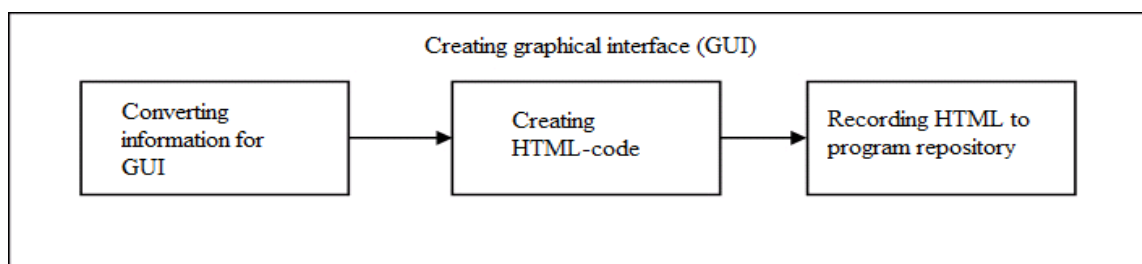 Creating graphical interface (GUI)
Converting
information for
GUI
Creating
HTML-code
Recording HTML to
program repository